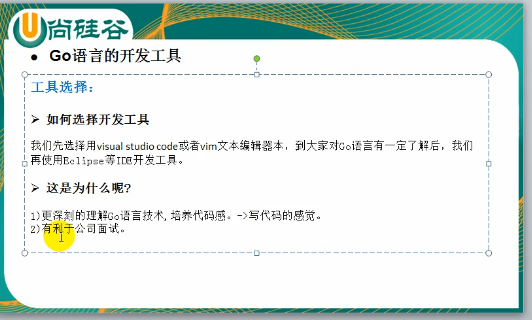 尚硅谷
Go语言的开发工具
工具选择：
如何选择开发工具
我们先选择用visual studio code或者vim文本编辑器本，到大家对Go语言有一定了解后，我们
再使用Eclipse等IDE开发工具。
这是为什么呢?
1)更深刻的理解Go语言技术,培养代码感。->写代码的感觉。
2)有利于公司面试。